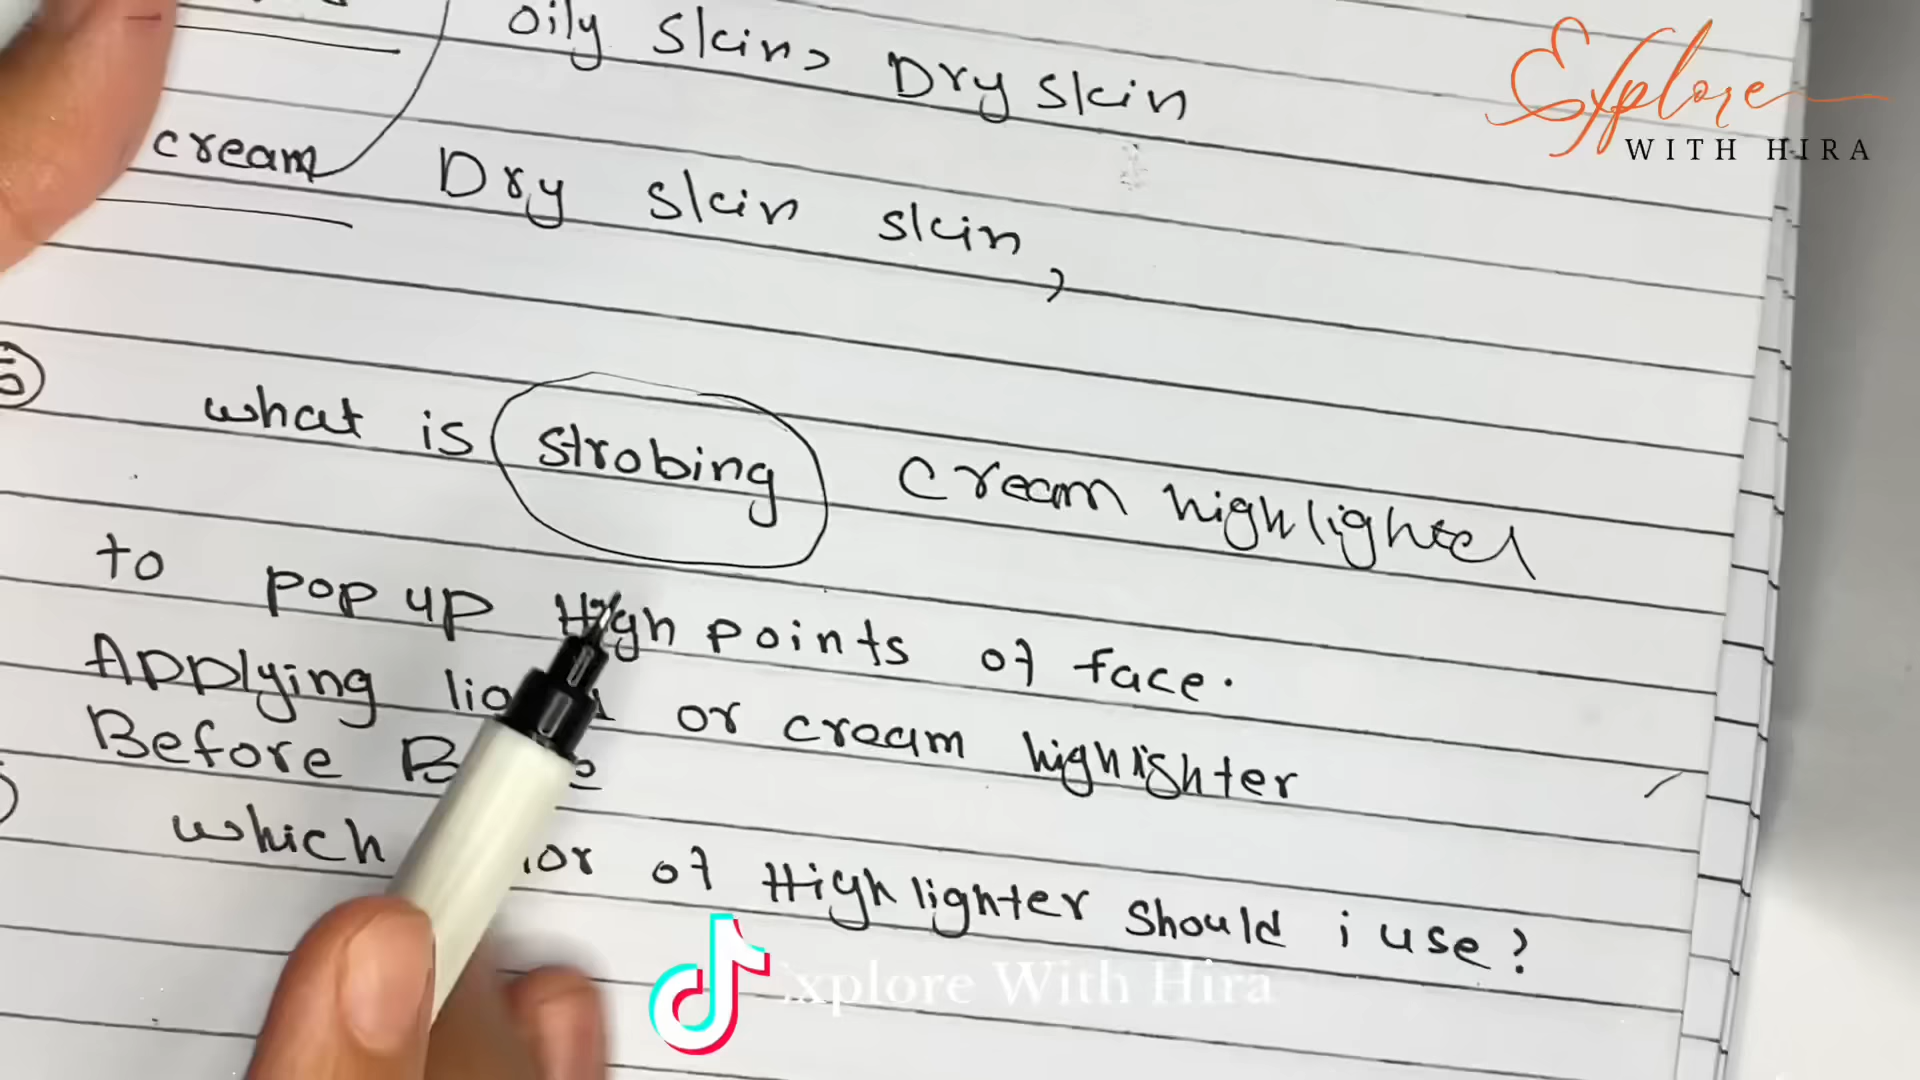 oily skin, Dry skin
Explore
WITH HIRA
cream Dry skin skin,
what is strobing cream highlighted
to pop up High points of face.
Applying or cream highlighter
Before
which of Highlighter should i use?
Explore With Hira